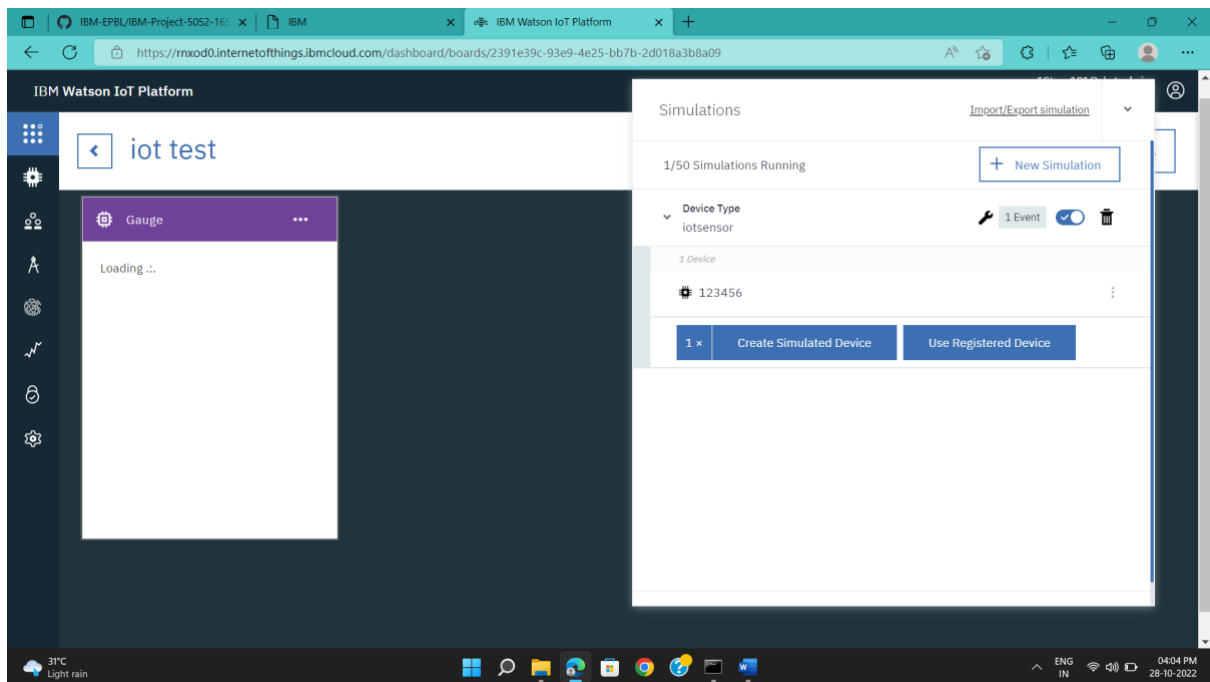 IBM-EPBL/IBM-Project-5052-165
IBM
IBM Watson IoT Platform
https://rnxod0.internetofthings.ibmcloud.com/dashboard/boards/2391e39c-93e9-4e25-bb7b-2d018a3b8a09
IBM Watson IoT Platform
iot test
Gauge
Loading .:.
Simulations
Import/Export simulation
1/50 Simulations Running
+ New Simulation
Device Type
iotsensor
1 Event
1 Device
123456
1 ×
Create Simulated Device
Use Registered Device
31°C
Light rain
ENG
IN
04:04 PM
28-10-2022